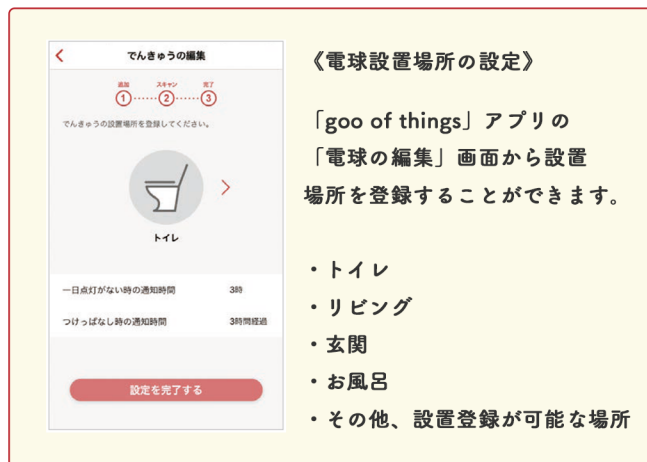 でんきゅうの編集
追加 スキャン 完了
1 2 3
でんきゅうの設置場所を登録してください。
トイレ
一日点灯がない時の通知時間 3時
つけっぱなし時の通知時間 3時間経過
設定を完了する
《電球設置場所の設定》
「goo of things」アプリの
「電球の編集」画面から設置
場所を登録することができます。
・トイレ
・リビング
・玄関
・お風呂
・その他、設置登録が可能な場所